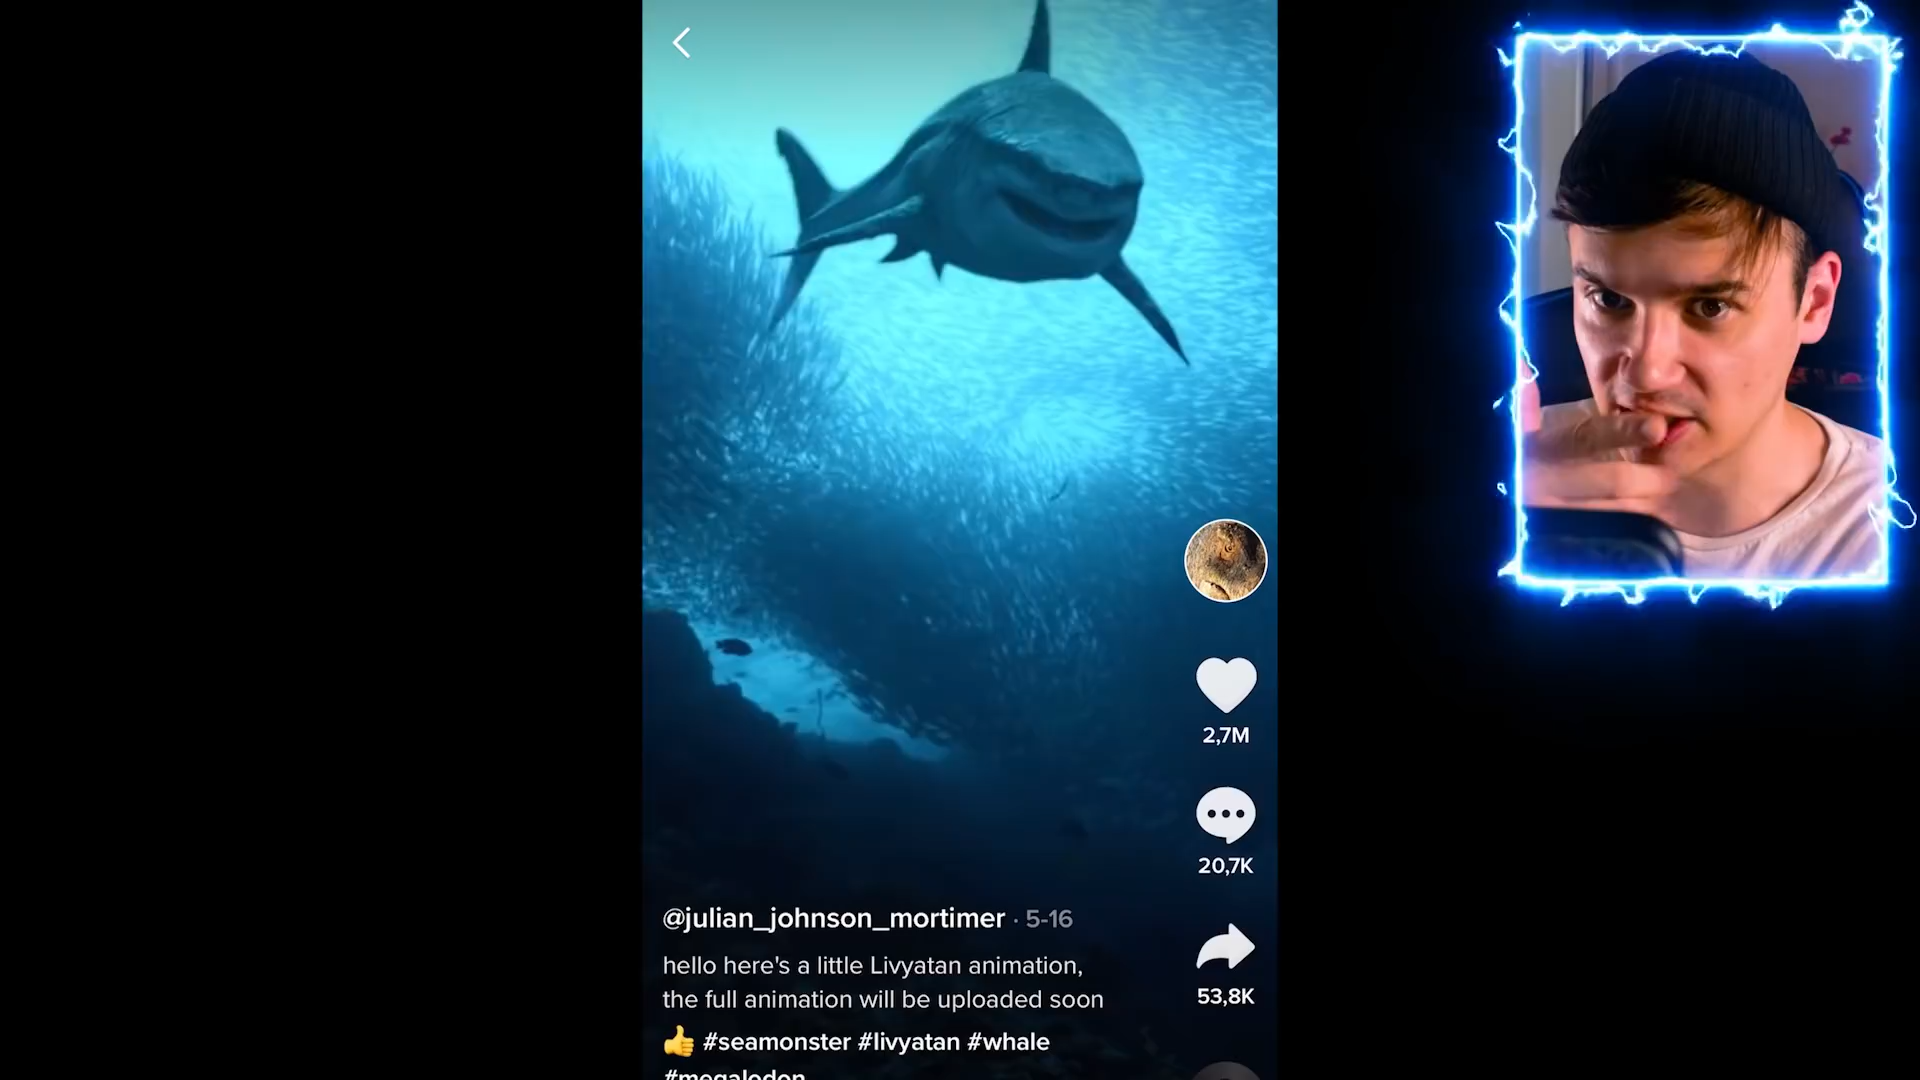 2,7M
20,7K
@julian_johnson_mortimer · 5-16
53,8K
hello here's a little Livyatan animation,
the full animation will be uploaded soon
👍 #seamonster #livyatan #whale
#megalodon